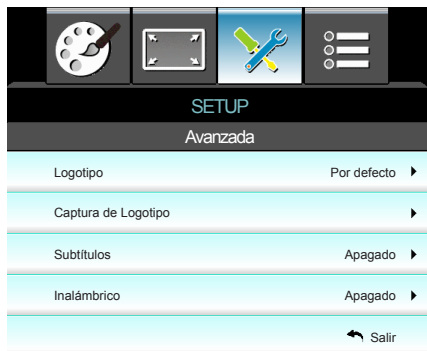 SETUP
Avanzada
Logotipo Por defecto
Captura de Logotipo
Subtítulos Apagado
Inalámbrico Apagado
Salir